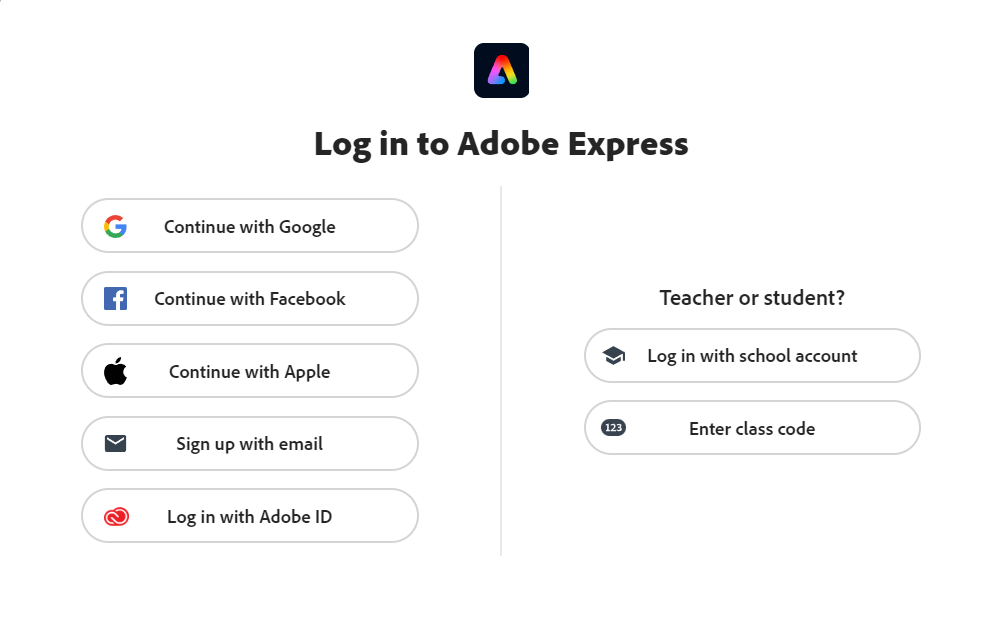 Log in to Adobe Express
Continue with Google
Continue with Facebook
Continue with Apple
Sign up with email
Log in with Adobe ID
Teacher or student?
Log in with school account
123
Enter class code